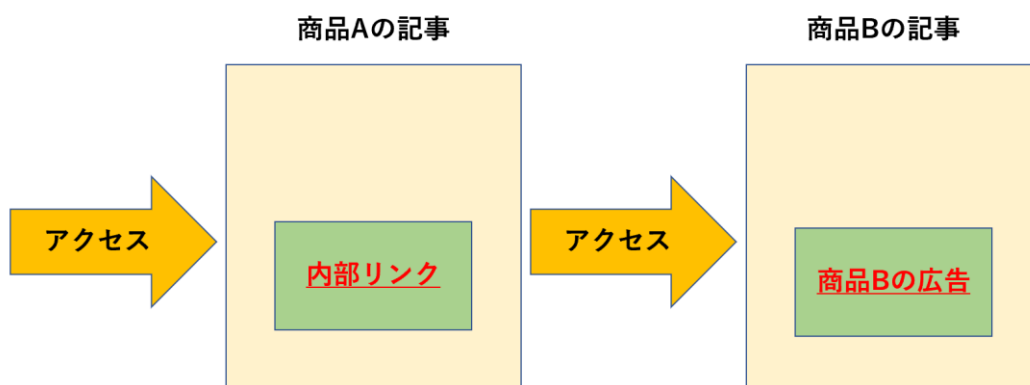 商品Aの記事
商品Bの記事
アクセス
内部リンク
アクセス
商品Bの広告